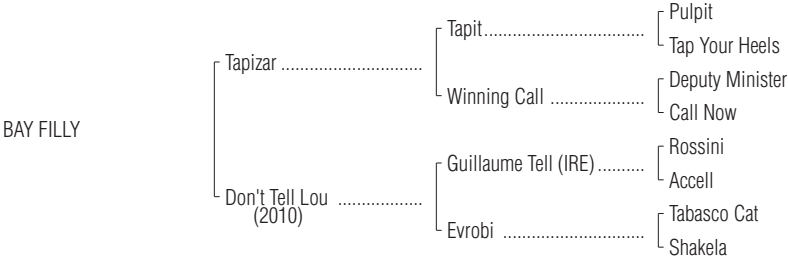 Pulpit
Tapit..................................
Tap Your Heels
Tapizar ..............................
Deputy Minister
Winning Call ....................
Call Now
BAY FILLY
Rossini
Guillaume Tell (IRE)..........
Accell
Don't Tell Lou ..................
(2010)
Tabasco Cat
Evrobi ..............................
Shakela